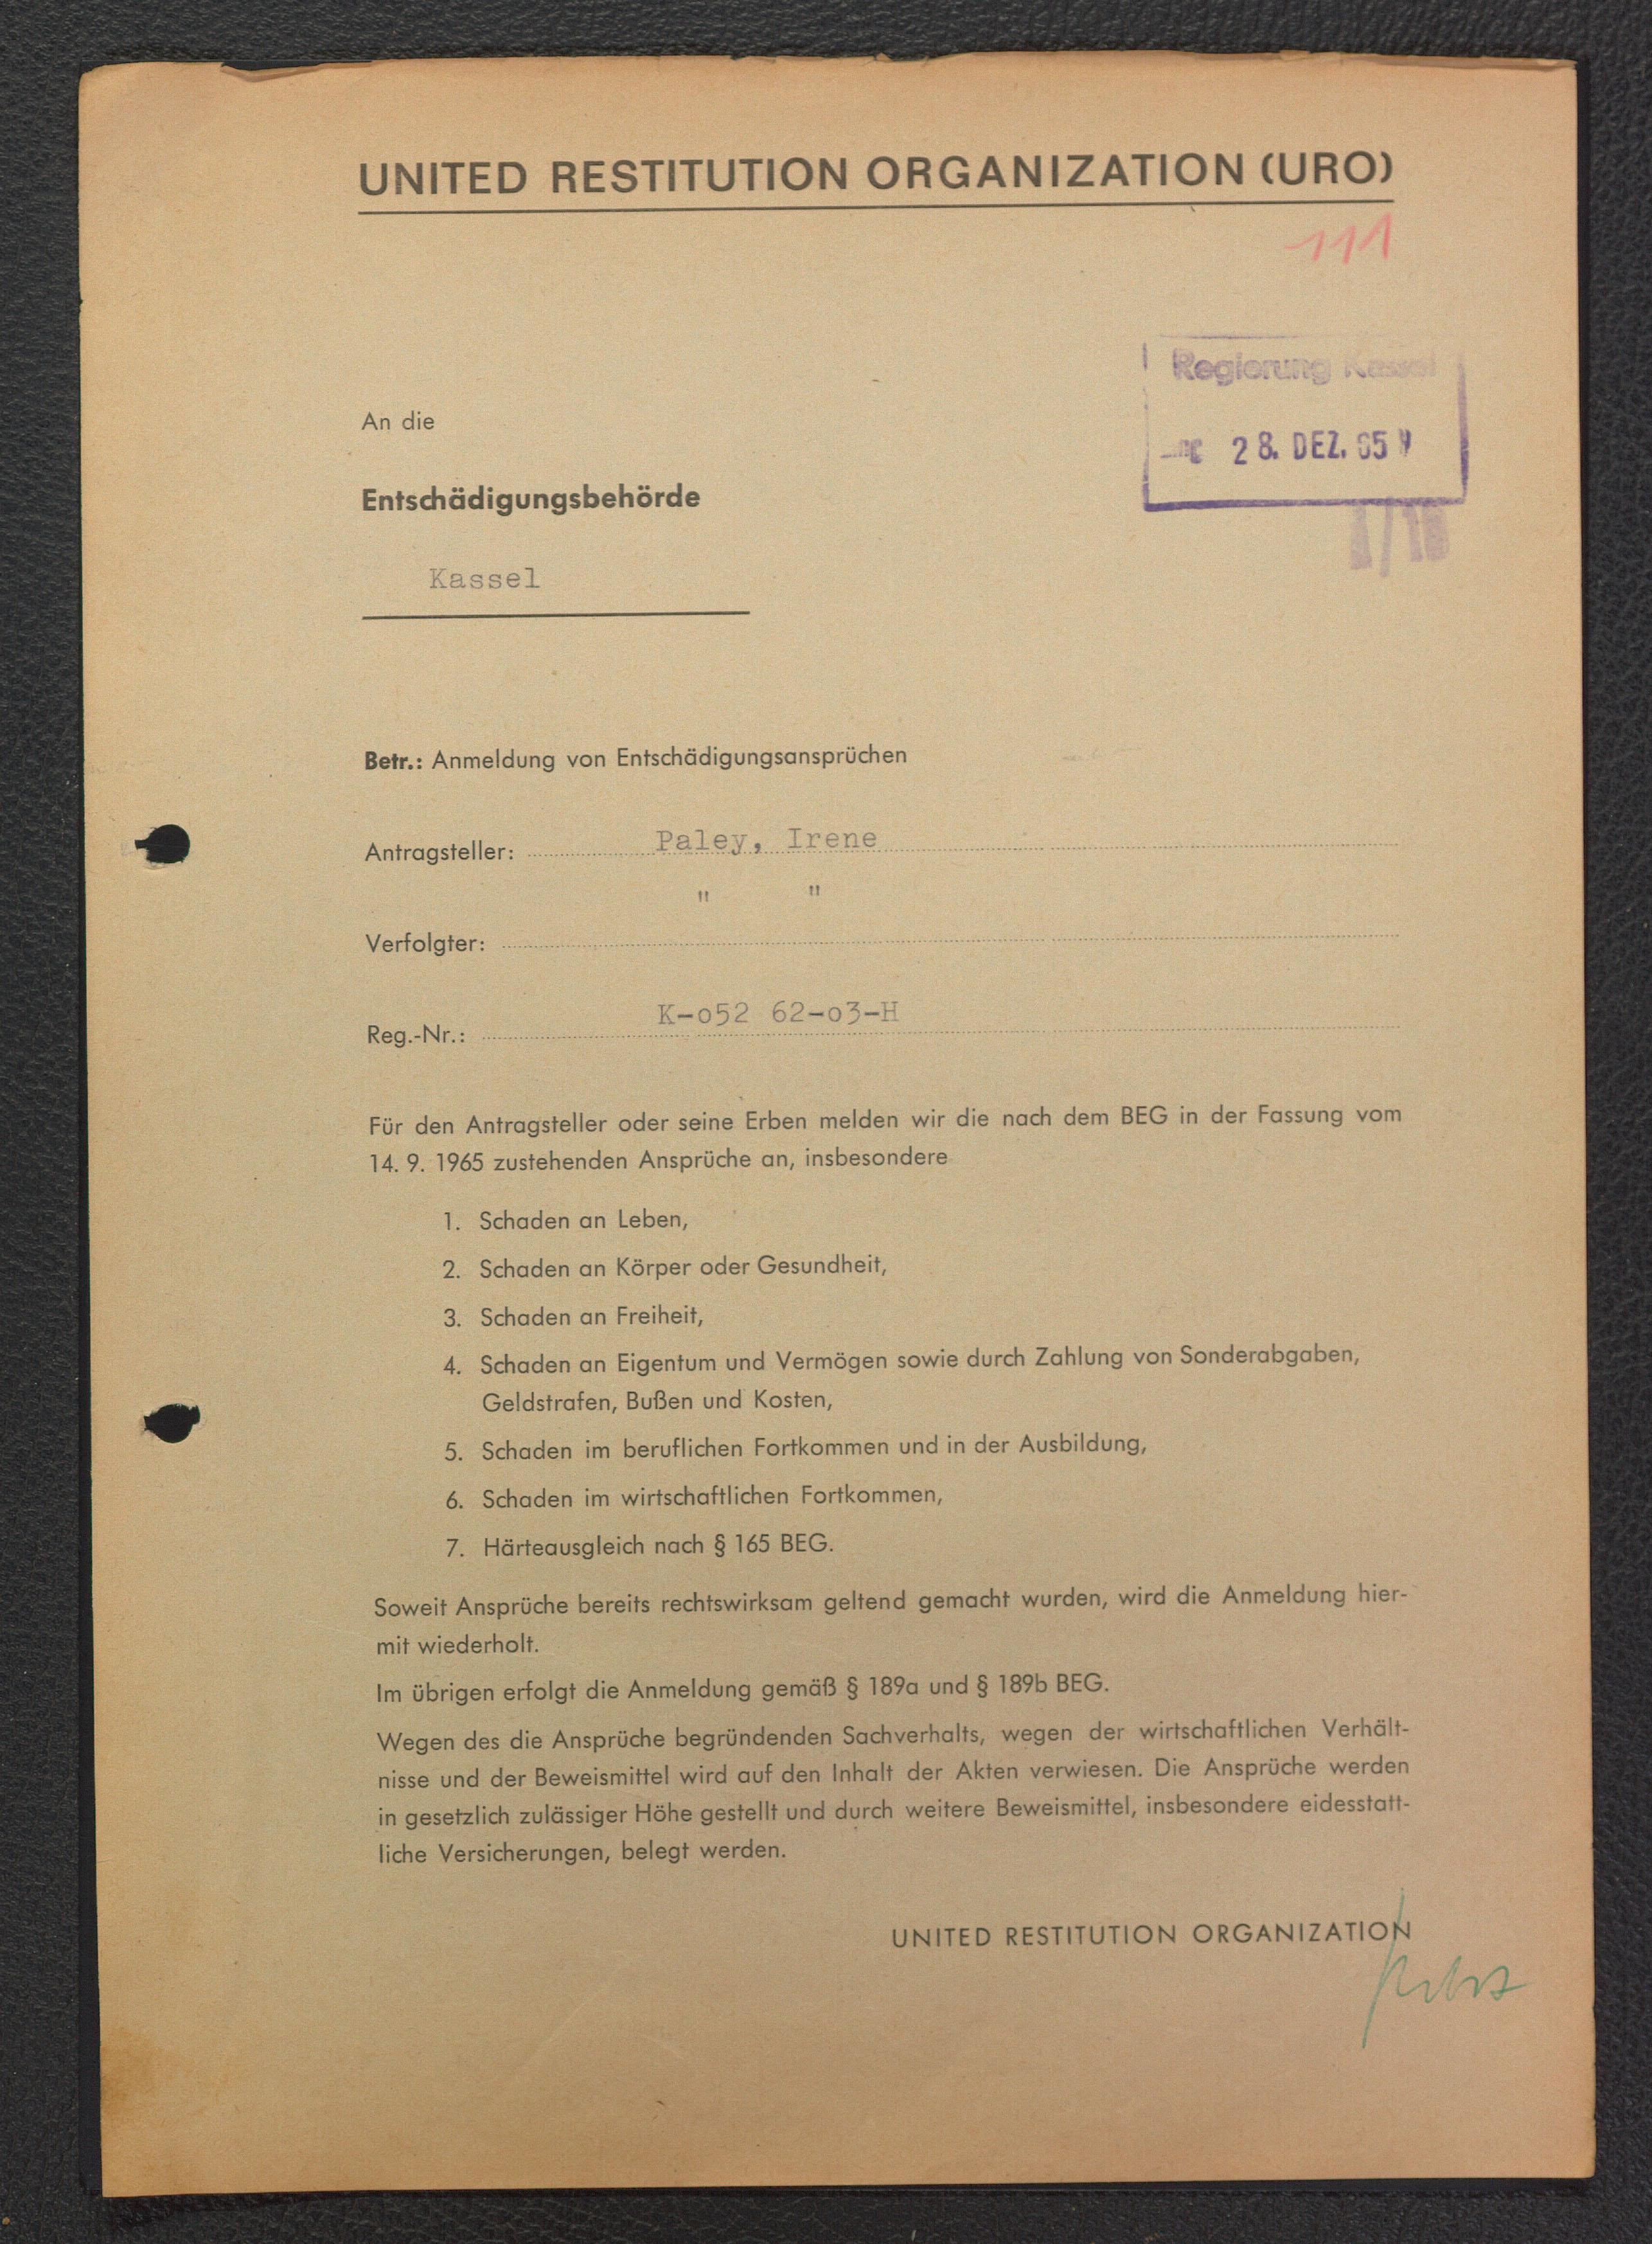 UNITED RESTITUTION ORGANIZATION (URO)
111
Regierung Kassel
28. DEZ. 65
An die
Entschädigungsbehörde
Kassel
Betr.: Anmeldung von Entschädigungsansprüchen
Antragsteller: Paley, Irene
" "
Verfolgter:
Reg.-Nr.: K-o52 62-o3-H
Für den Antragsteller oder seine Erben melden wir die nach dem BEG in der Fassung vom
14. 9. 1965 zustehenden Ansprüche an, insbesondere
1. Schaden an Leben,
2. Schaden an Körper oder Gesundheit,
3. Schaden an Freiheit,
4. Schaden an Eigentum und Vermögen sowie durch Zahlung von Sonderabgaben,
Geldstrafen, Bußen und Kosten,
5. Schaden im beruflichen Fortkommen und in der Ausbildung,
6. Schaden im wirtschaftlichen Fortkommen,
7. Härteausgleich nach § 165 BEG.
Soweit Ansprüche bereits rechtswirksam geltend gemacht wurden, wird die Anmeldung hier-
mit wiederholt.
Im übrigen erfolgt die Anmeldung gemäß § 189a und § 189b BEG.
Wegen des die Ansprüche begründenden Sachverhalts, wegen der wirtschaftlichen Verhält-
nisse und der Beweismittel wird auf den Inhalt der Akten verwiesen. Die Ansprüche werden
in gesetzlich zulässiger Höhe gestellt und durch weitere Beweismittel, insbesondere eidesstatt-
liche Versicherungen, belegt werden.
UNITED RESTITUTION ORGANIZATION